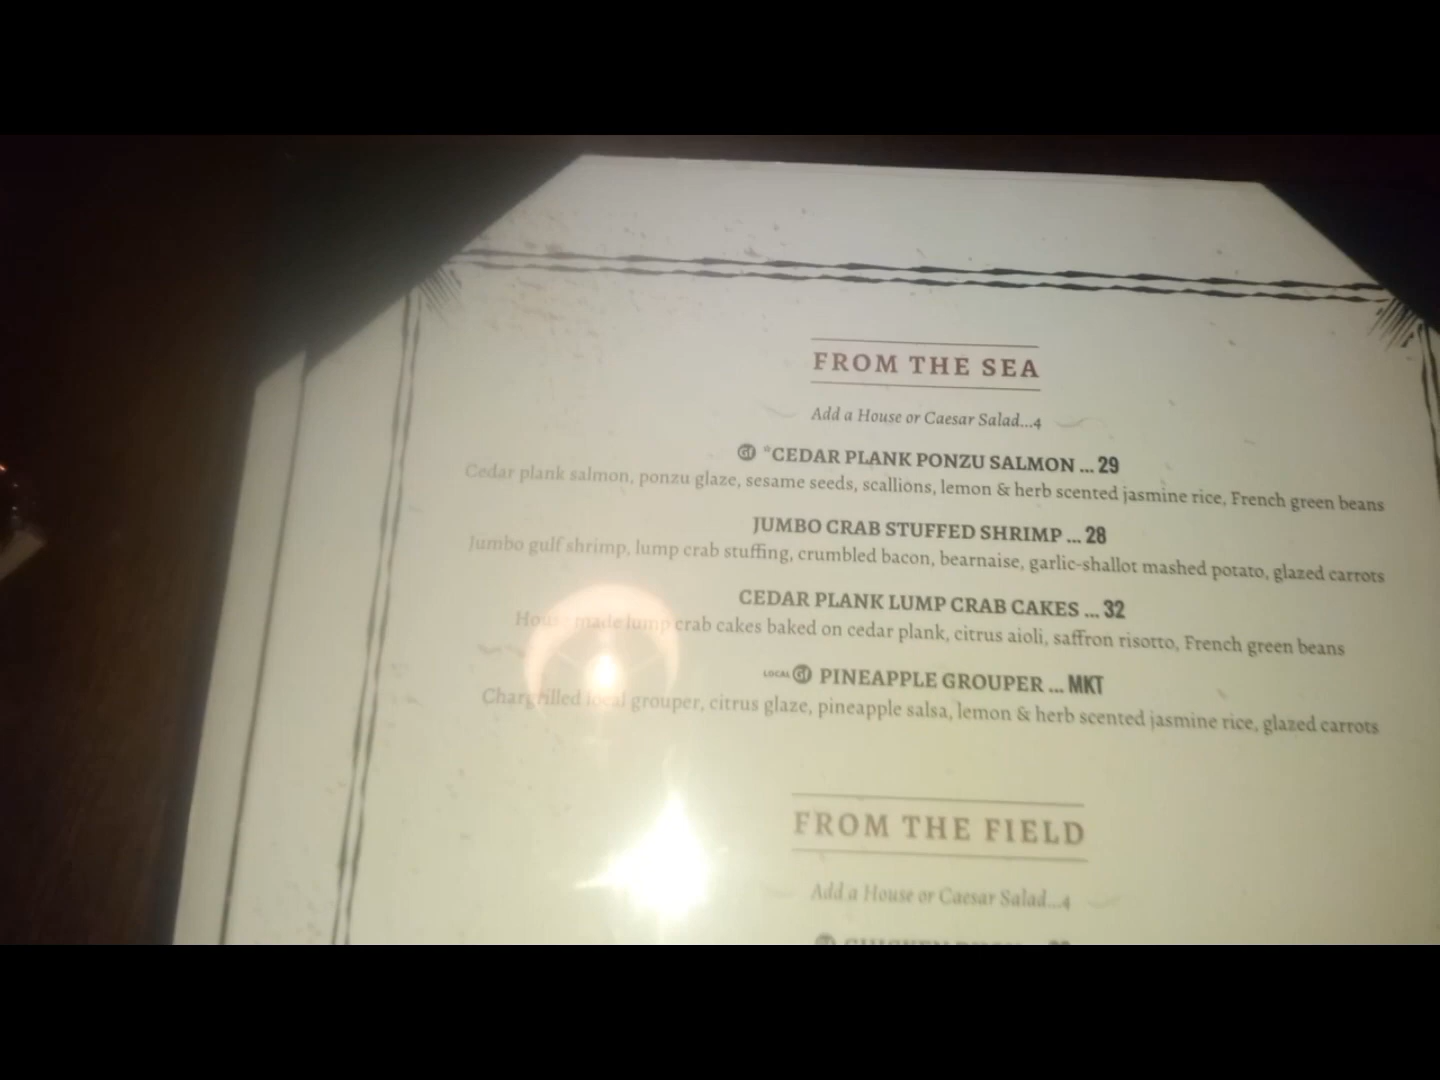 FROM THE SEA
Add a House or Caesar Salad...4
GF *CEDAR PLANK PONZU SALMON ... 29
Cedar plank salmon, ponzu glaze, sesame seeds, scallions, lemon & herb scented jasmine rice, French green beans
JUMBO CRAB STUFFED SHRIMP ... 28
Jumbo gulf shrimp, lump crab stuffing, crumbled bacon, bearnaise, garlic-shallot mashed potato, glazed carrots
CEDAR PLANK LUMP CRAB CAKES ... 32
House made lump crab cakes baked on cedar plank, citrus aioli, saffron risotto, French green beans
LOCAL GF PINEAPPLE GROUPER ... MKT
Chargrilled local grouper, citrus glaze, pineapple salsa, lemon & herb scented jasmine rice, glazed carrots
FROM THE FIELD
Add a House or Caesar Salad...4